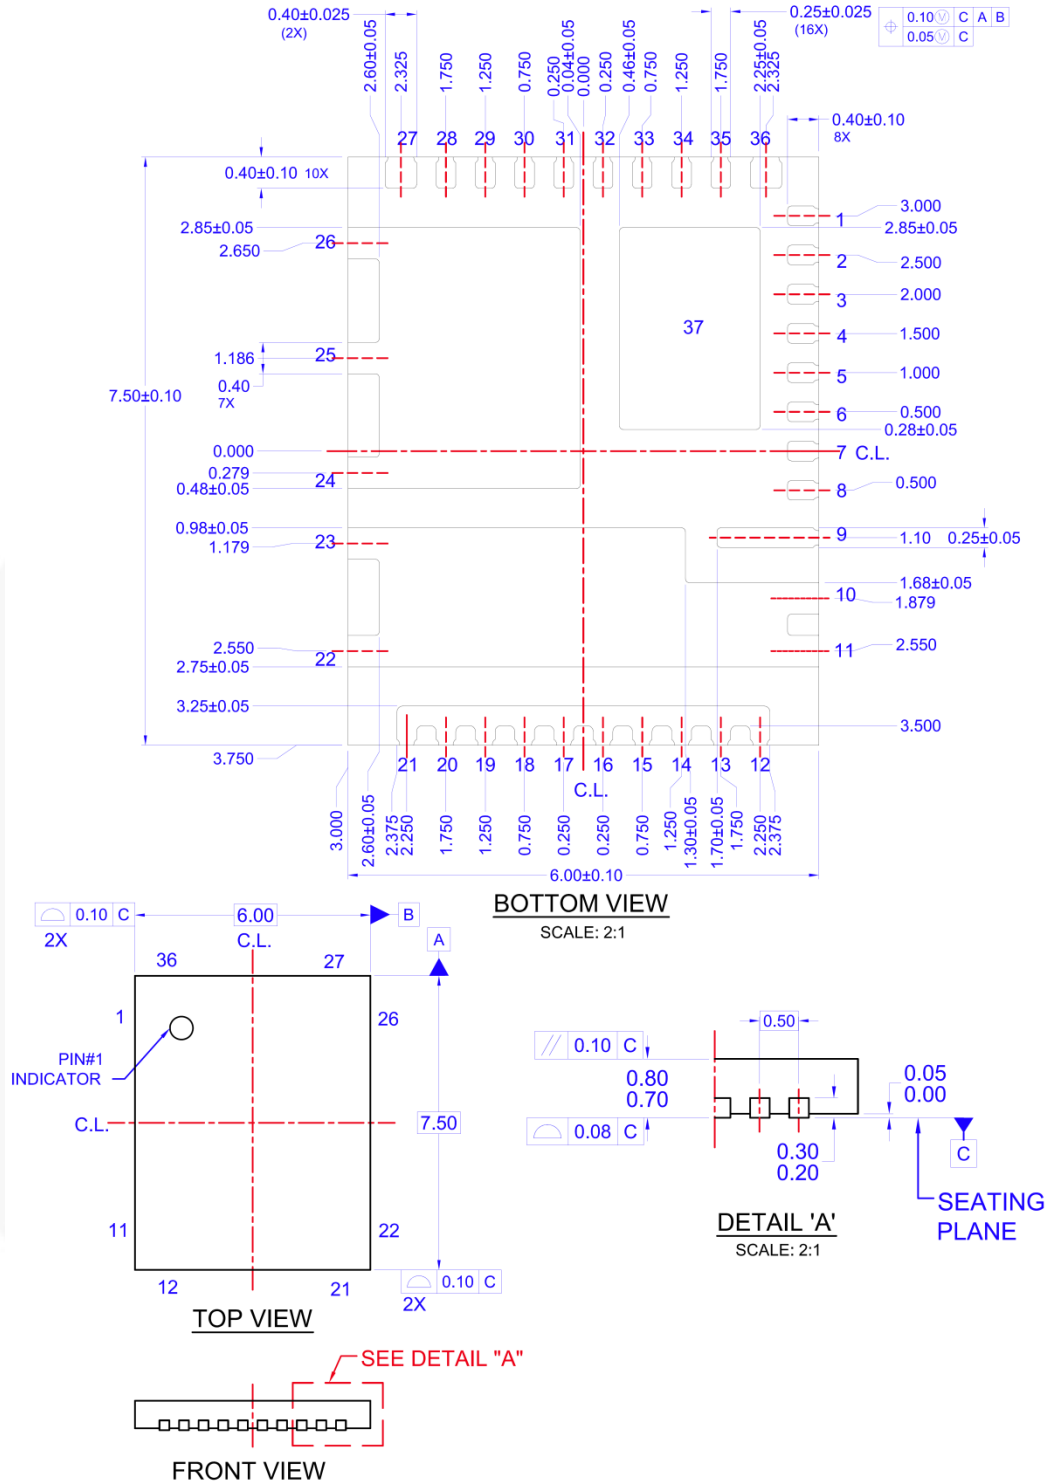 0.40±0.025
(2X)
2.60±0.05
2.325
1.750
1.250
0.750
0.250
0.04±0.05
0.000
0.250
0.46±0.05
0.750
1.250
1.750
2.25±0.05
2.325
0.25±0.025
(16X)
0.10 Ⓜ C A B
0.05 Ⓜ C
27 28 29 30 31 32 33 34 35 36
0.40±0.10
8X
0.40±0.10 10X
2.85±0.05
2.650
26
1 3.000
2.85±0.05
2 2.500
3 2.000
37
4 1.500
1.186
25
5 1.000
0.40
7X
7.50±0.10
6 0.500
0.28±0.05
0.000
7 C.L.
0.279
24
0.48±0.05
8 0.500
0.98±0.05
23
1.179
9 1.10 0.25±0.05
1.68±0.05
10 1.879
2.550
22
2.75±0.05
11 2.550
3.25±0.05
3.500
3.750
21 20 19 18 17 16 15 14 13 12
C.L.
3.000
2.60±0.05
2.375
2.250
1.750
1.250
0.750
0.250
0.250
0.750
1.250
1.30±0.05
1.70±0.05
1.750
2.250
2.375
6.00±0.10
BOTTOM VIEW
SCALE: 2:1
0.10 C
2X
6.00
B
C.L.
A
36 27
1 26
PIN#1
INDICATOR
C.L.
7.50
11 22
12 21
0.10 C
2X
TOP VIEW
0.50
// 0.10 C
0.80
0.70
0.08 C
0.05
0.00
0.30
0.20
C
SEATING
PLANE
DETAIL 'A'
SCALE: 2:1
SEE DETAIL "A"
FRONT VIEW